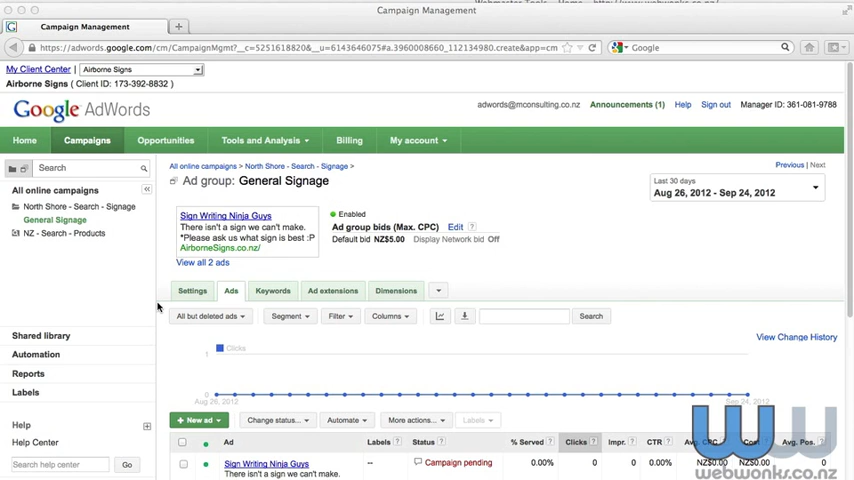 Campaign Management
Campaign Management
https://adwords.google.com/cm/CampaignMgmt?__c=5251618820&__u=6143646075#a.3960008660_112134980.create&app=cm
Google
My Client Center
Airborne Signs
Airborne Signs ( Client ID: 173-392-8832 )
Google AdWords
adwords@mconsulting.co.nz
Announcements (1)
Help
Sign out
Manager ID: 361-081-9788
Home
Campaigns
Opportunities
Tools and Analysis
Billing
My account
Search
All online campaigns
North Shore - Search - Signage
General Signage
NZ - Search - Products
Shared library
Automation
Reports
Labels
Help
Help Center
Search help center
Go
All online campaigns > North Shore - Search - Signage >
Previous | Next
Ad group: General Signage
Last 30 days
Aug 26, 2012 - Sep 24, 2012
Sign Writing Ninja Guys
There isn't a sign we can't make.
*Please ask us what sign is best :P
AirborneSigns.co.nz/
View all 2 ads
Enabled
Ad group bids (Max. CPC) Edit ?
Default bid NZ$5.00 Display Network bid Off
Settings
Ads
Keywords
Ad extensions
Dimensions
All but deleted ads
Segment
Filter
Columns
Search
View Change History
Clicks
1
0
Aug 26, 2012
Sep 24, 2012
+ New ad
Change status...
Automate
More actions...
Labels
Ad
Labels ?
Status ?
% Served ?
Clicks ?
Impr. ?
CTR ?
Avg. CPC ?
Cost ?
Avg. Pos. ?
Sign Writing Ninja Guys
There isn't a sign we can't make.
--
Campaign pending
0.00%
0
0
0.00%
NZ$0.00
NZ$0.00
0
webwonks.co.nz